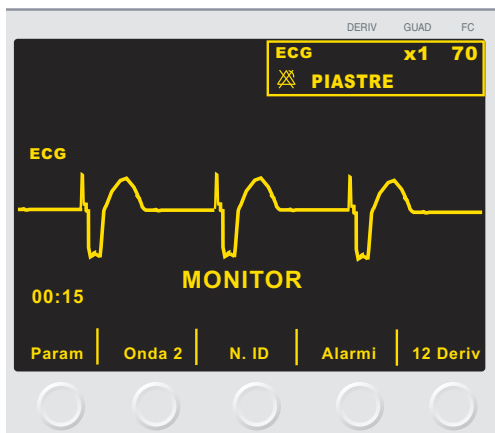 DERIV GUAD FC
ECG x1 70
PIASTRE
ECG
MONITOR
00:15
Param Onda 2 N. ID Alarmi 12 Deriv